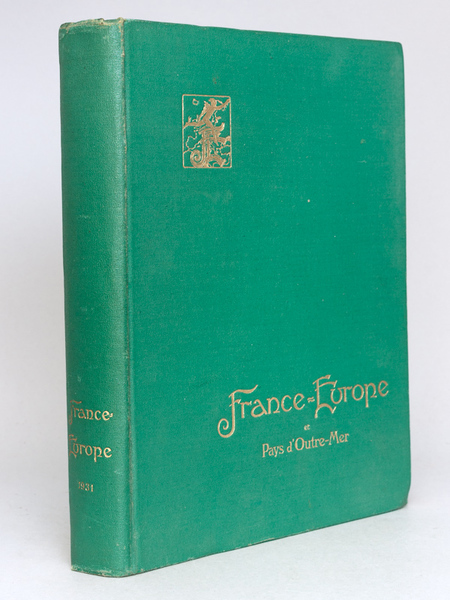 France-
Europe
1931
France=Europe
et
Pays d'Outre-Mer